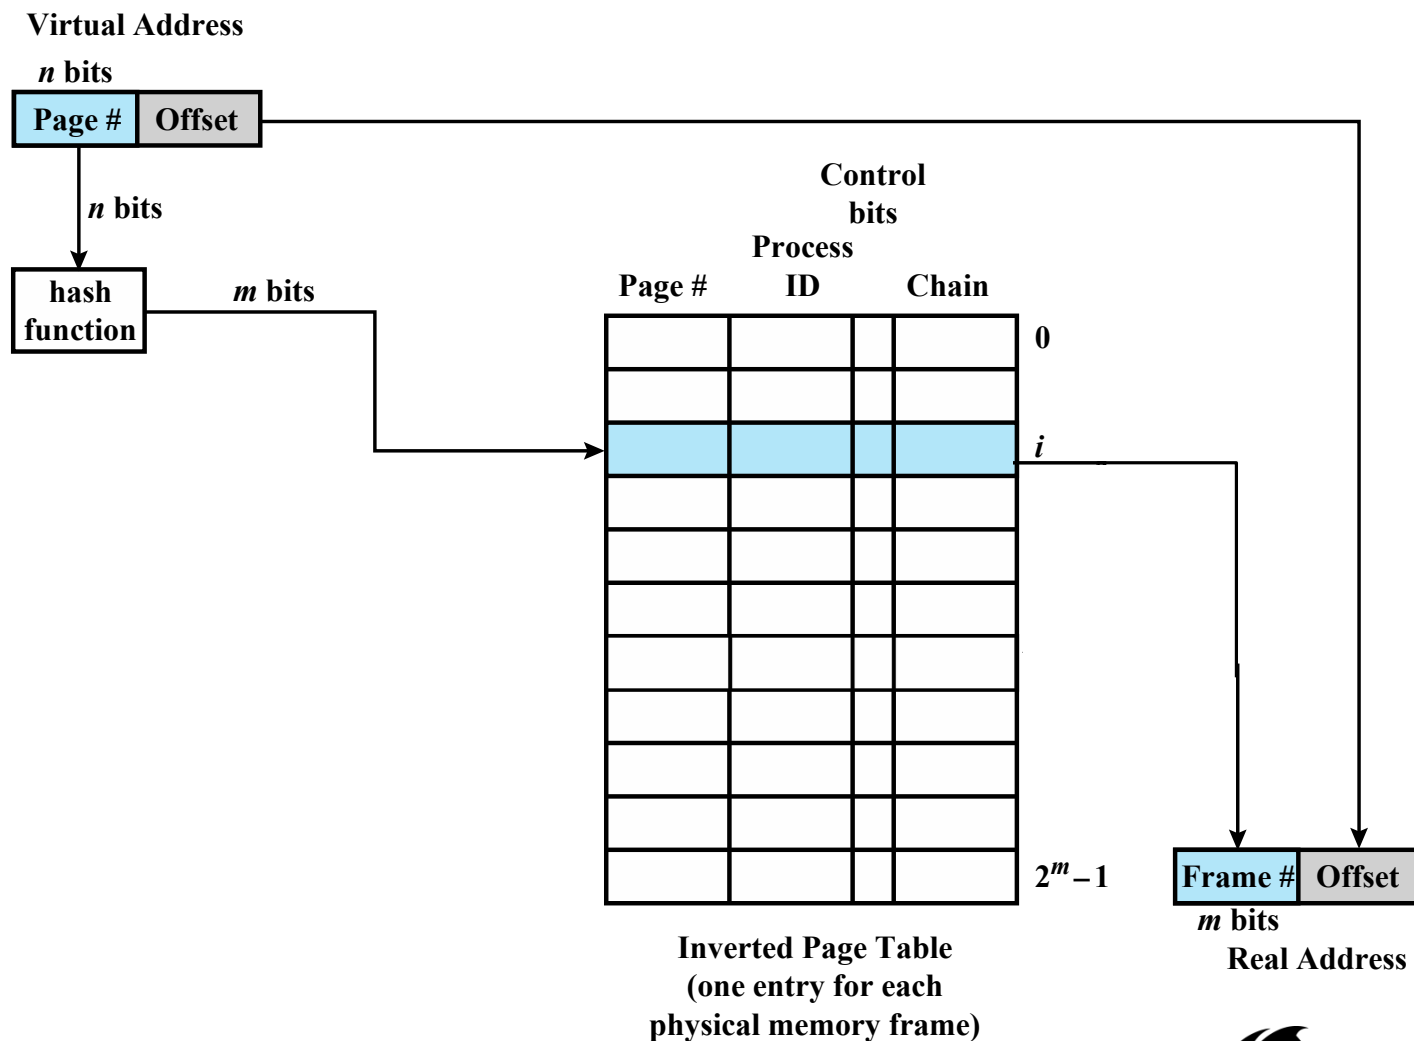 Virtual Address
n bits
Page # Offset
n bits
hash
function
m bits
Control
bits
Process
Page # ID Chain
0
i
2^m – 1
Frame # Offset
m bits
Real Address
Inverted Page Table
(one entry for each
physical memory frame)